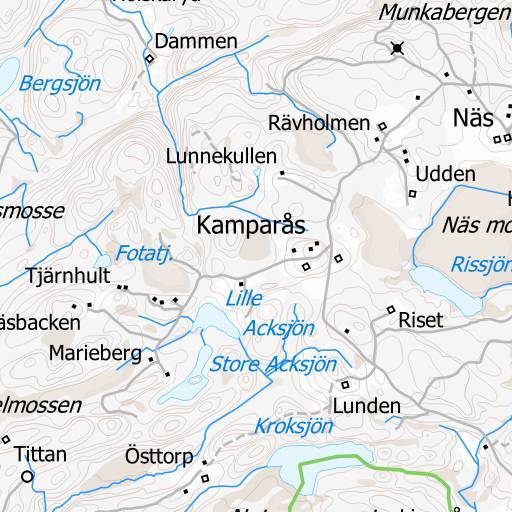 Munkabergen
Dammen
Bergsjön
Näs
Rävholmen
Lunnekullen
Udden
smosse
Kamparås
Näs mo
Fotatj.
Rissjön
Tjärnhult
Lille
Acksjön
äsbacken
Riset
Marieberg
Store Acksjön
elmossen
Lunden
Kroksjön
Tittan
Östtorp